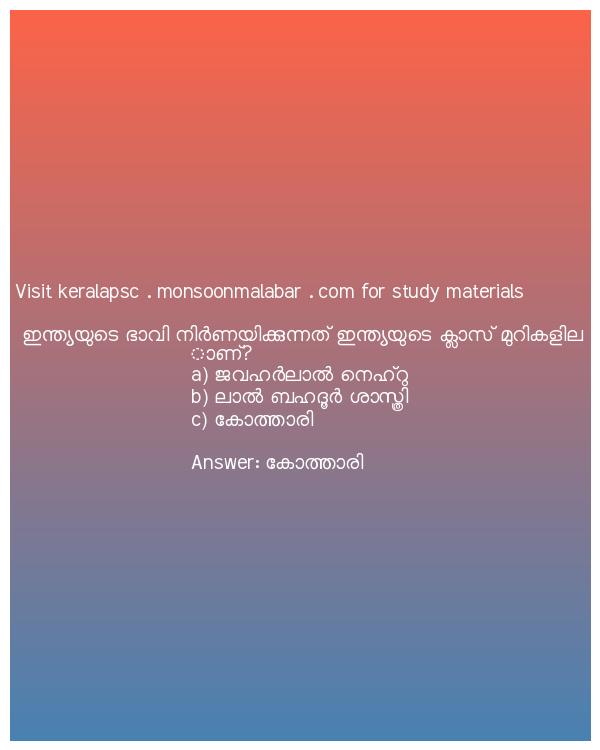 Visit keralapsc . monsoonmalabar . com for study materials
ഇന്ത്യയുടെ ഭാവി നിർണയിക്കുന്നത് ഇന്ത്യയുടെ ക്ലാസ് മുറികളില
ാണ്?
a) ജവഹർലാൽ നെഹ്റു
b) ലാൽ ബഹദൂർ ശാസ്ത്രി
c) കോത്താരി
Answer: കോത്താരി